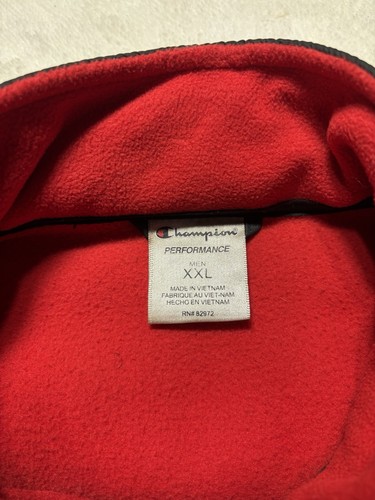 Champion
PERFORMANCE
MEN
XXL
MADE IN VIETNAM
FABRIQUE AU VIET-NAM
HECHO EN VIETNAM
RN# 82972